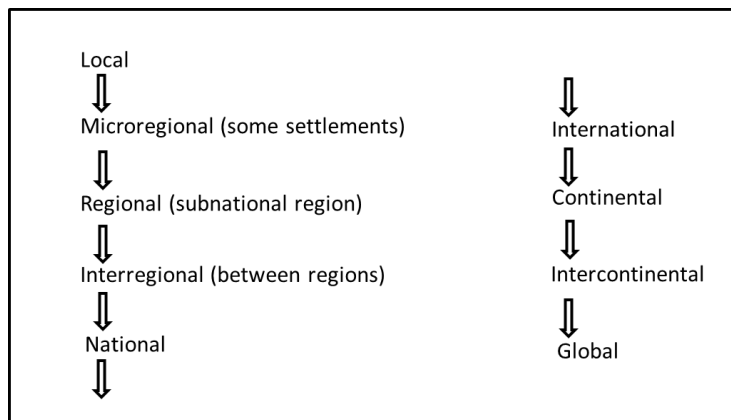 Local
Microregional (some settlements)
Regional (subnational region)
Interregional (between regions)
National
International
Continental
Intercontinental
Global